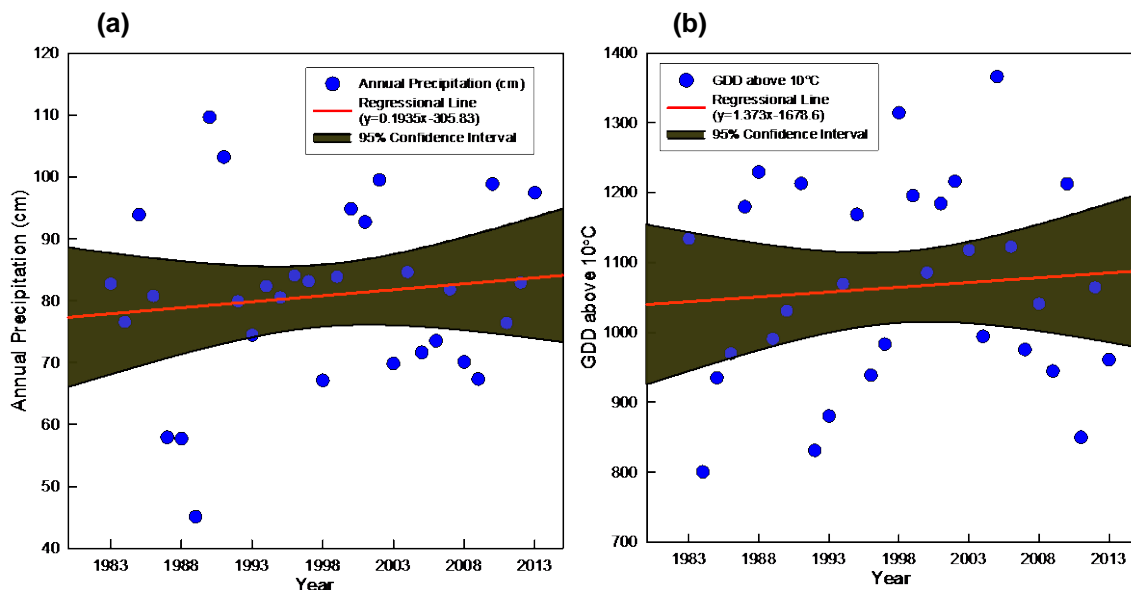 (a)
120
110
100
90
80
70
60
50
40
Annual Precipitation (cm)
Annual Precipitation (cm)
Regressional Line
(y=0.1935x-305.83)
95% Confidence Interval
1983 1988 1993 1998 2003 2008 2013
Year
(b)
1400
1300
1200
1100
1000
900
800
700
GDD above 10°C
GDD above 10°C
Regressional Line
(y=1.373x-1678.6)
95% Confidence Interval
1983 1988 1993 1998 2003 2008 2013
Year